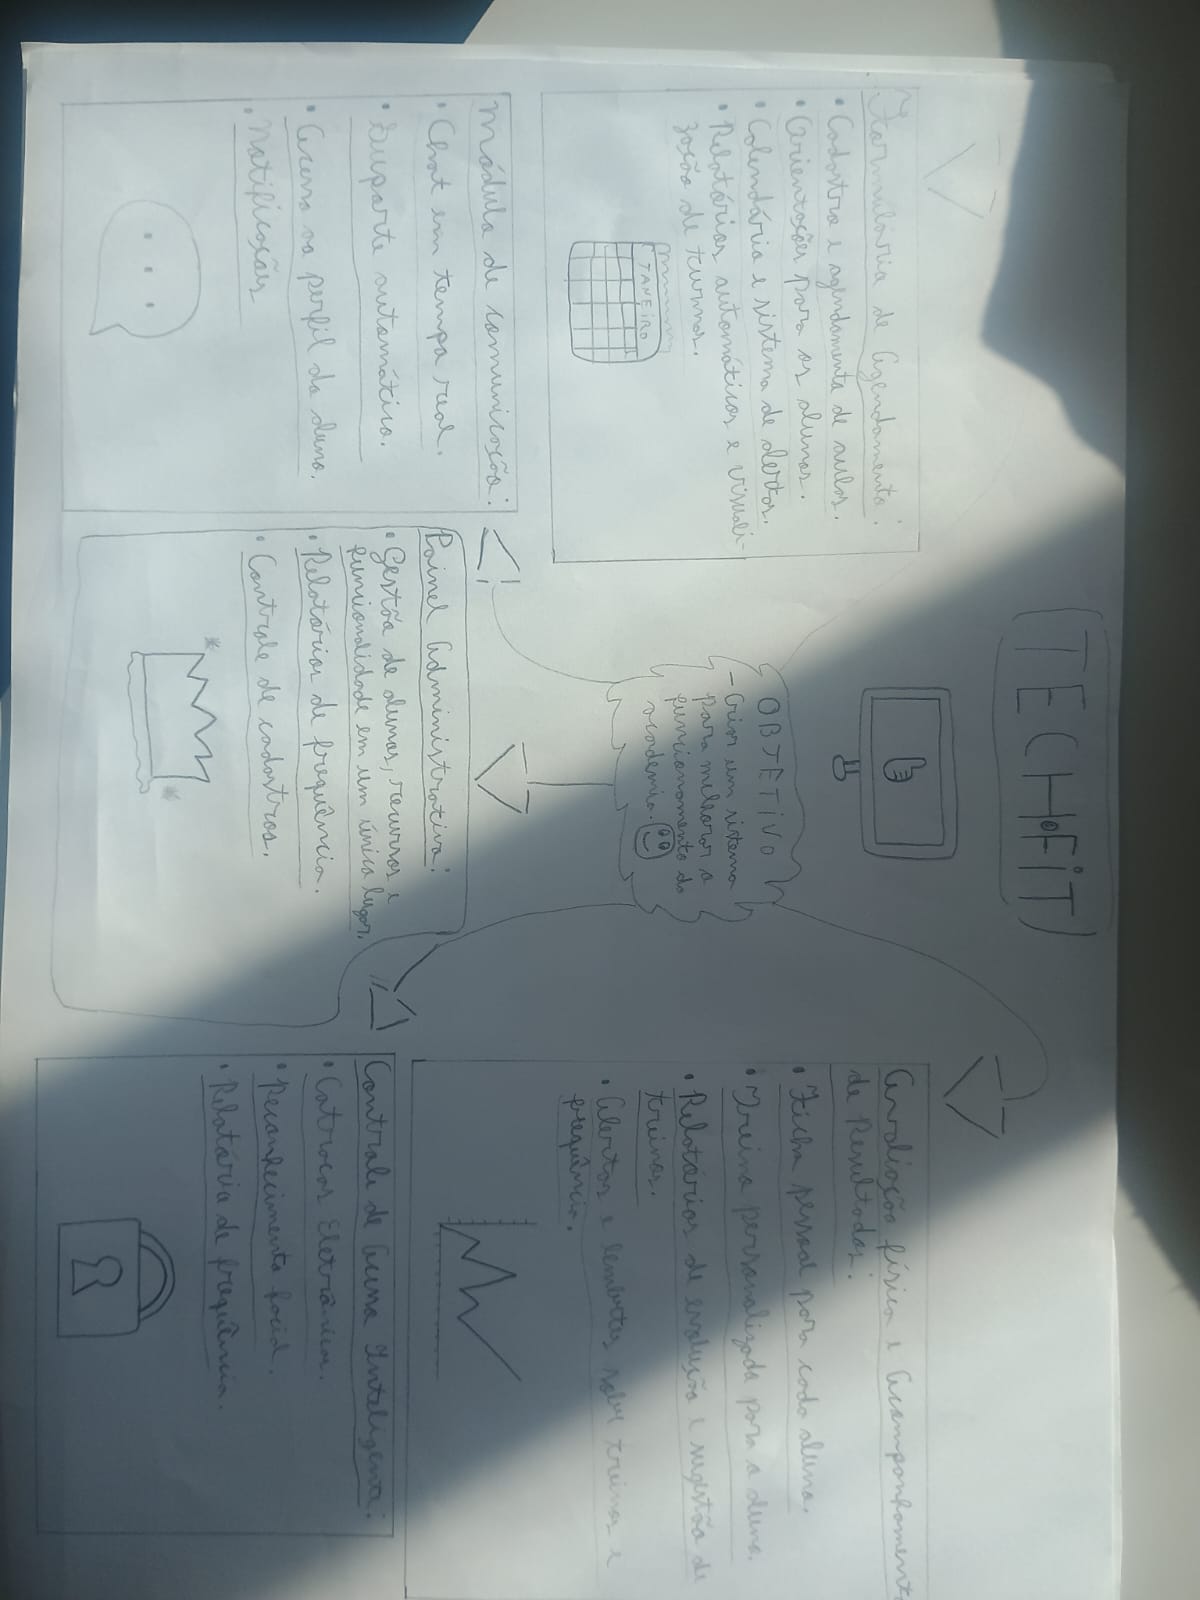 TECHFIT
OBJETIVO
- Criar um sistema
para melhorar o
funcionamento da
academia.
Formulário de Agendamento:
• Cadastro e agendamento de aulas.
• Orientações para os alunos.
• Calendário e sistema de alertas.
• Relatórios automáticos e visuali-
zação de turmas.
JANEIRO
Módulo de comunicação:
• Chat em tempo real.
• Suporte automático.
• Acesso ao perfil do aluno.
• Notificações
Painel Administrativo:
• Gestão de alunos, recursos e
funcionalidade em um único lugar.
• Relatórios de frequência.
• Controle de cadastros.
Avaliação física e Acompanhamento
de Resultados.
• Ficha pessoal para cada aluno.
• Treino personalizado para o aluno.
• Relatórios de evolução e sugestão de
treinos.
• Alertas e lembretes sobre treinos e
frequência.
Controle de Acesso Inteligente:
• Catracas Eletrônicas.
• Reconhecimento facial.
• Relatório de frequência.